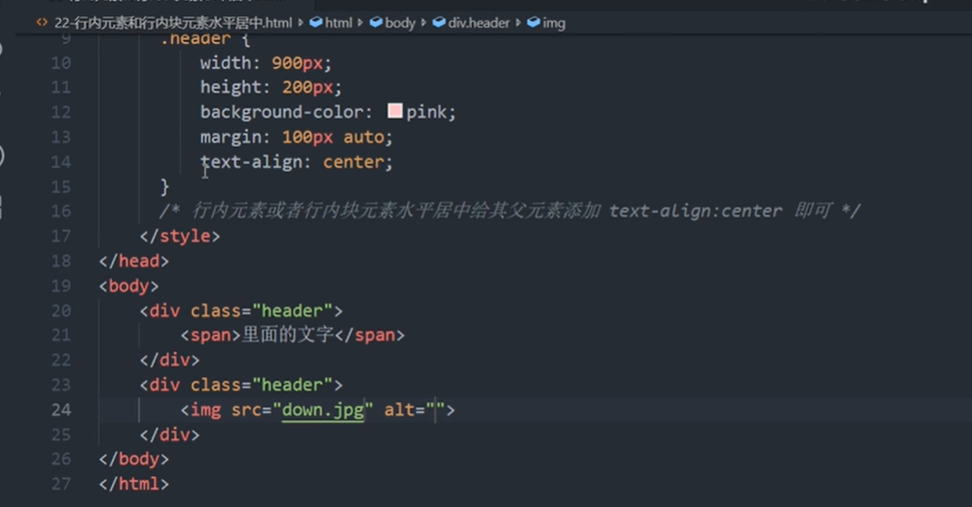 22-行内元素和行内块元素水平居中.html > html > body > div.header > img
9 .header {
10 width: 900px;
11 height: 200px;
12 background-color: pink;
13 margin: 100px auto;
14 text-align: center;
15 }
16 /* 行内元素或者行内块元素水平居中给其父元素添加 text-align:center 即可 */
17 </style>
18 </head>
19 <body>
20 <div class="header">
21 <span>里面的文字</span>
22 </div>
23 <div class="header">
24 <img src="down.jpg" alt="">
25 </div>
26 </body>
27 </html>